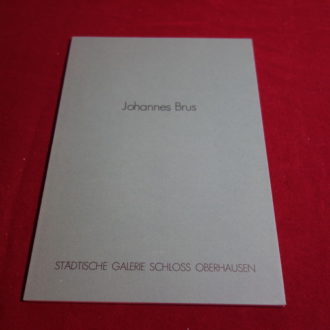 Johannes Brus
STÄDTISCHE GALERIE SCHLOSS OBERHAUSEN